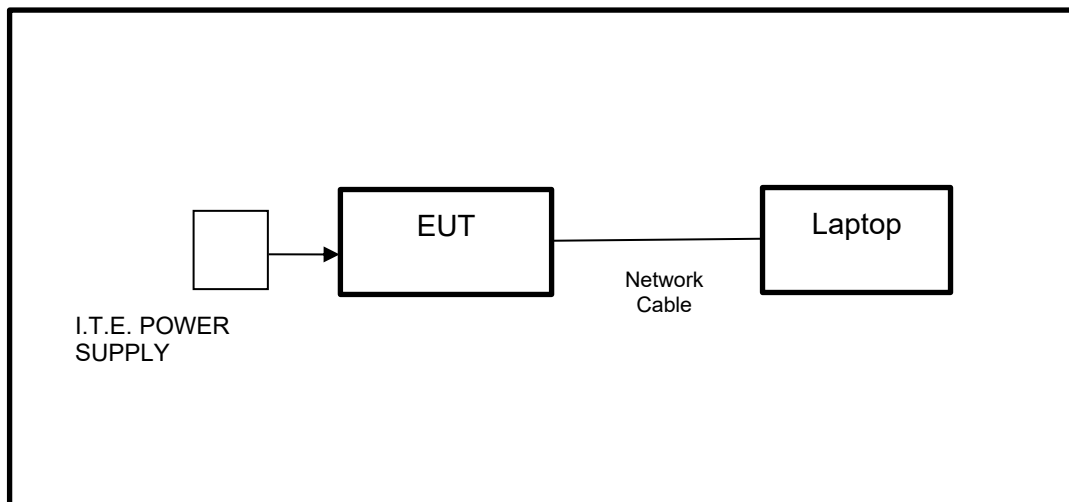 EUT
Laptop
Network
Cable
I.T.E. POWER
SUPPLY